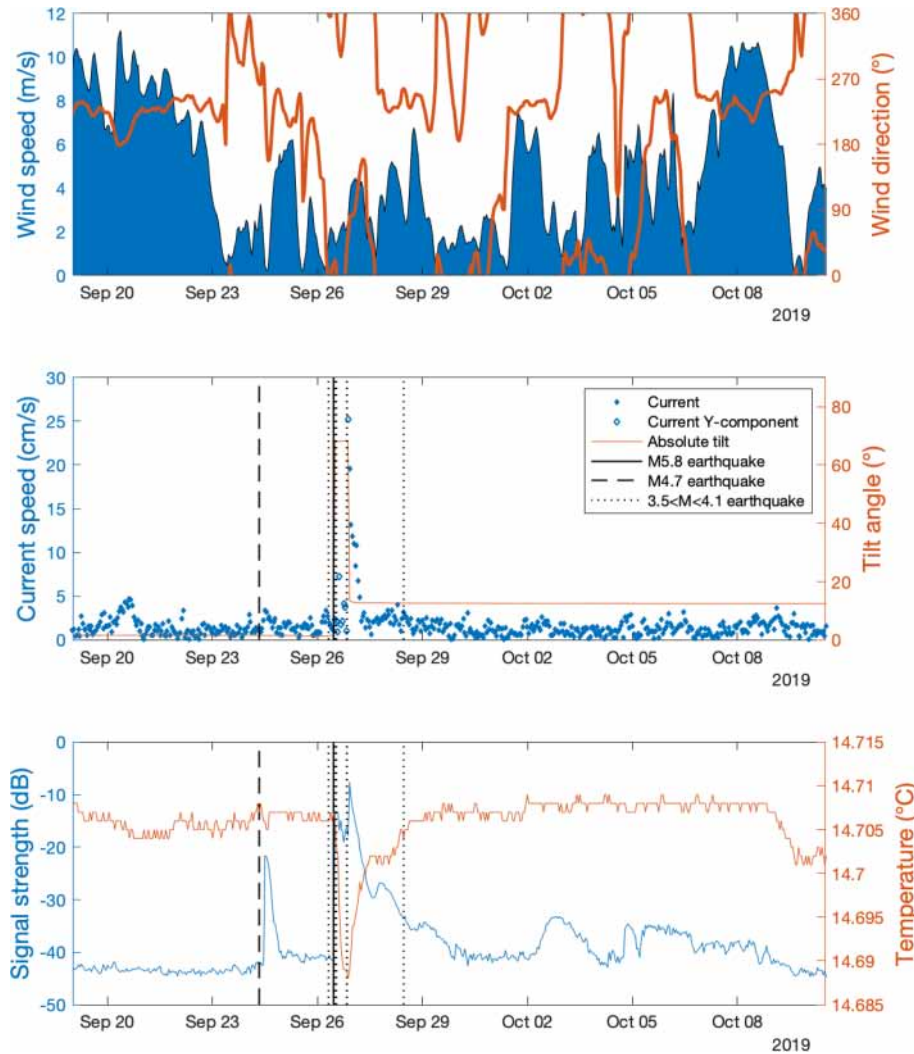 12
10
8
6
4
2
0
Wind speed (m/s)
360
270
180
90
0
Wind direction (°)
Sep 20 Sep 23 Sep 26 Sep 29 Oct 02 Oct 05 Oct 08
2019
30
25
20
15
10
5
0
Current speed (cm/s)
Current
Current Y-component
Absolute tilt
M5.8 earthquake
M4.7 earthquake
3.5<M<4.1 earthquake
80
60
40
20
0
Tilt angle (°)
Sep 20 Sep 23 Sep 26 Sep 29 Oct 02 Oct 05 Oct 08
2019
0
-10
-20
-30
-40
-50
Signal strength (dB)
14.715
14.71
14.705
14.7
14.695
14.69
14.685
Temperature (°C)
Sep 20 Sep 23 Sep 26 Sep 29 Oct 02 Oct 05 Oct 08
2019